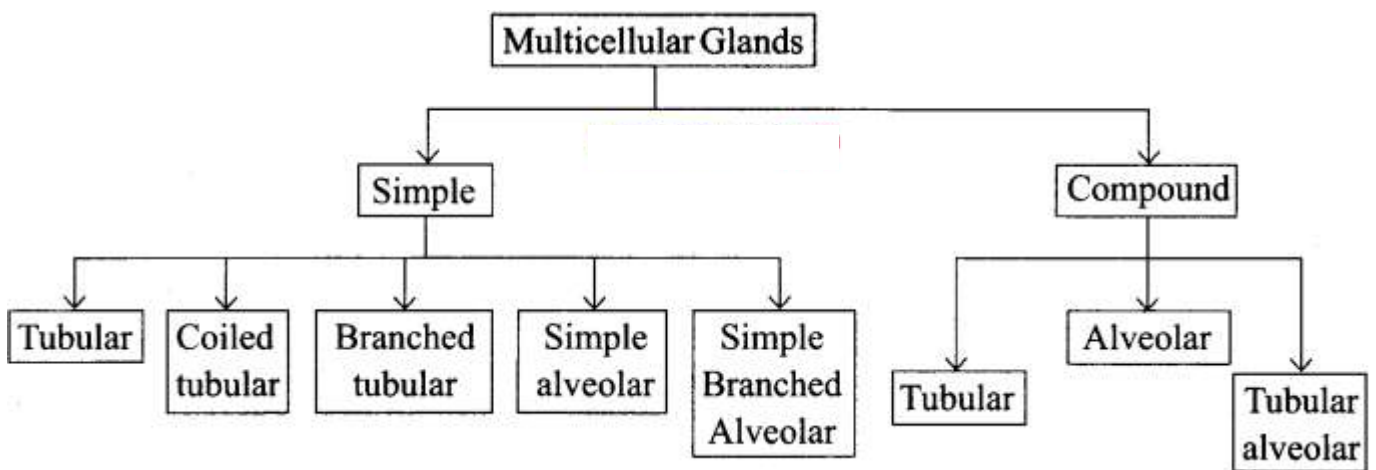 Multicellular Glands
Simple
Compound
Tubular
Coiled
tubular
Branched
tubular
Simple
alveolar
Simple
Branched
Alveolar
Tubular
Alveolar
Tubular
alveolar